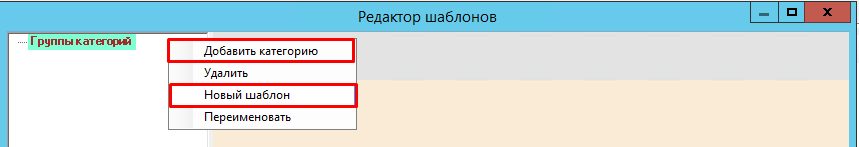 Редактор шаблонов
Группы категорий
Добавить категорию
Удалить
Новый шаблон
Переименовать